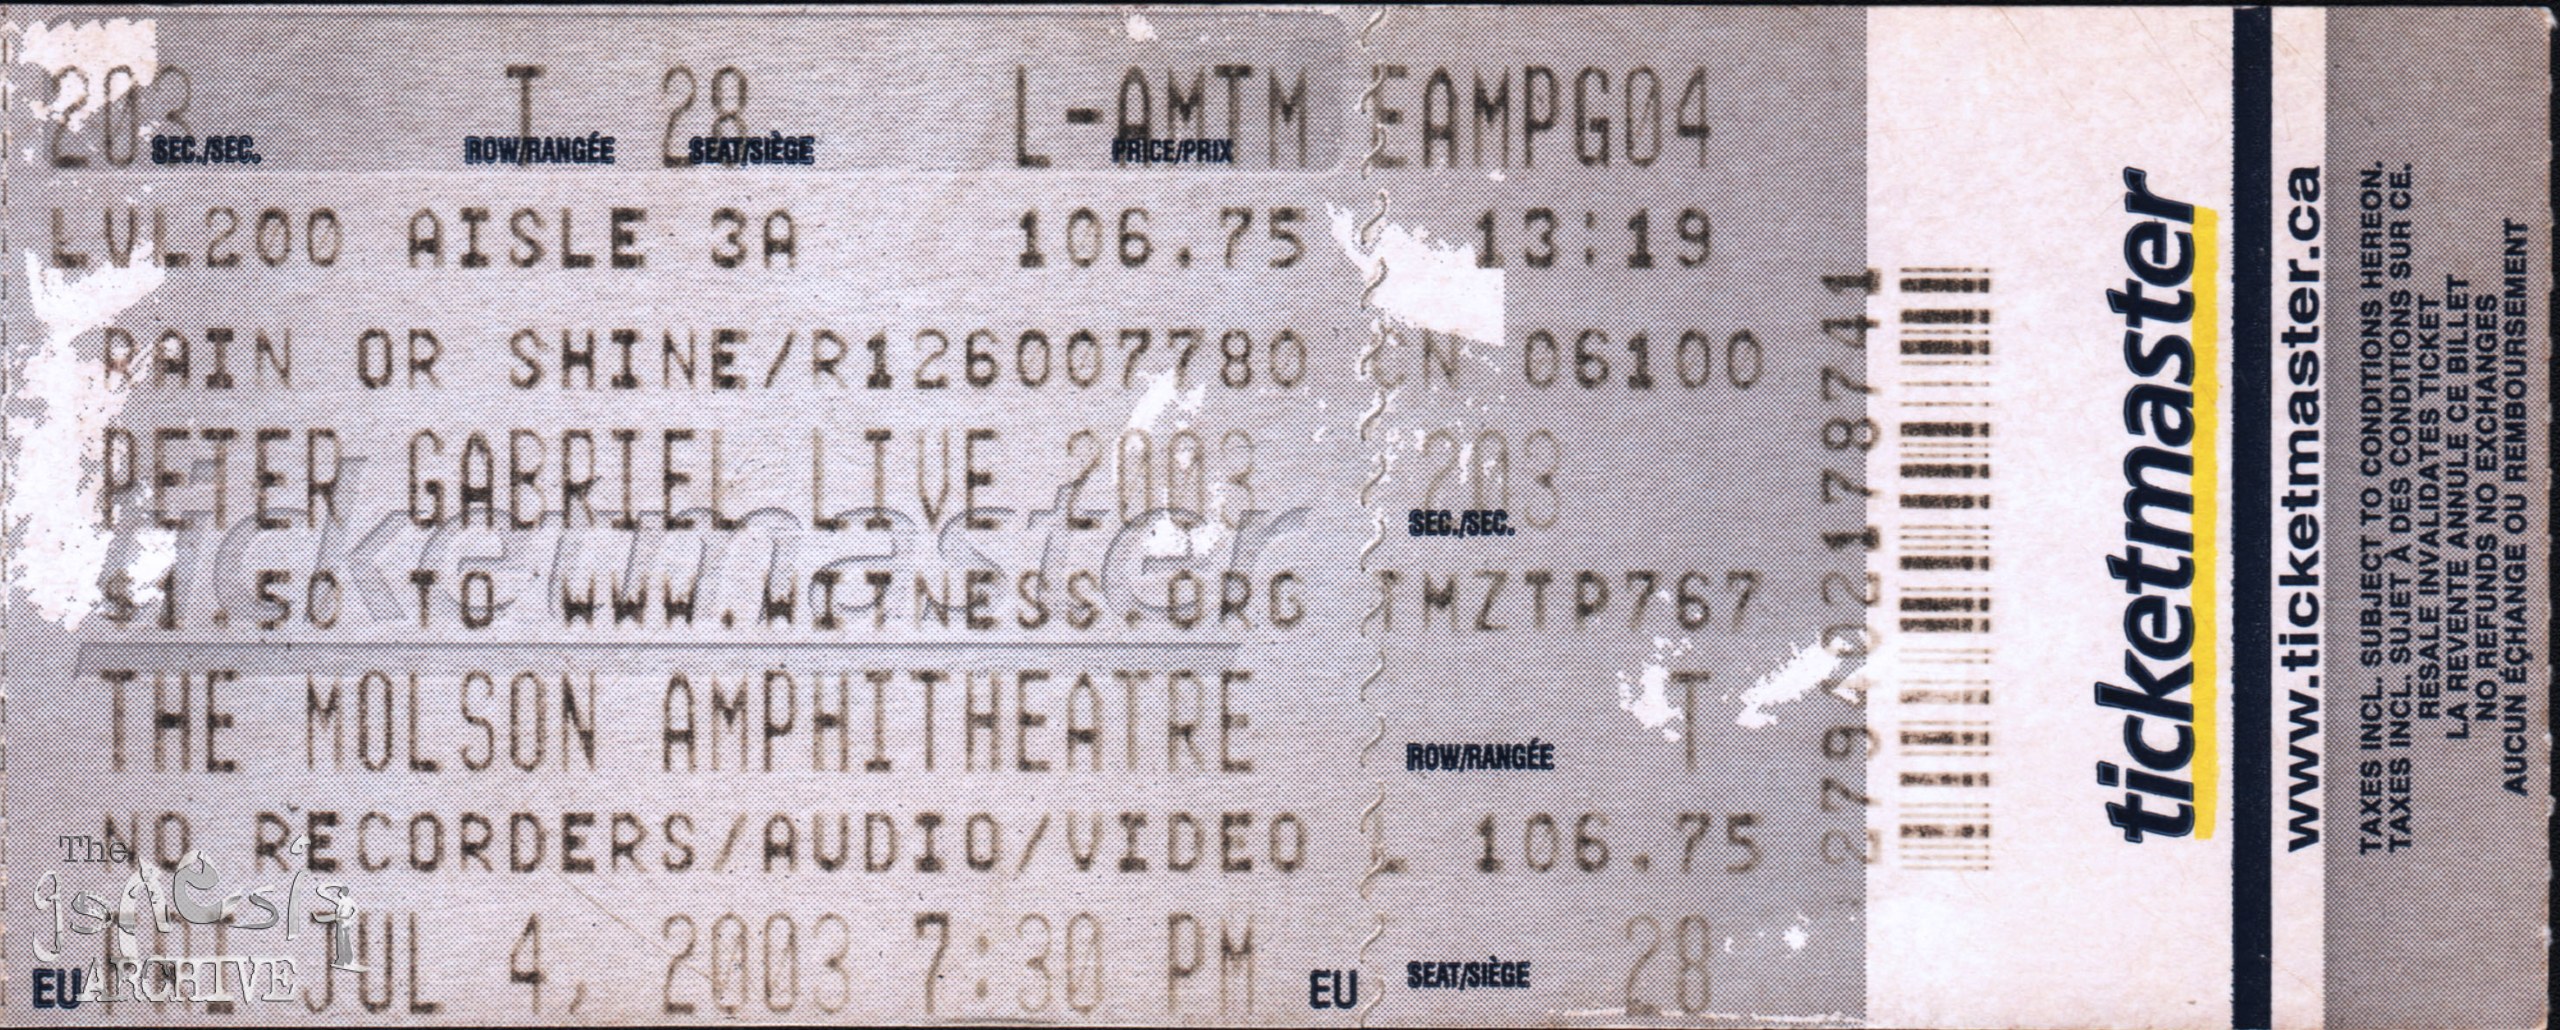 203 T 28 L-AMTM EAMPG04
SEC./SEC. ROW/RANGÉE SEAT/SIÈGE PRICE/PRIX
LVL200 AISLE 3A 106.75 13:19
RAIN OR SHINE/R126007780 CN 06100
PETER GABRIEL LIVE 2003 203
SEC./SEC.
$1.50 TO WWW.WITNESS.ORG TMZTP767
THE MOLSON AMPHITHEATRE T
ROW/RANGÉE
NO RECORDERS/AUDIO/VIDEO L 106.75
FRI JUL 4, 2003 7:30 PM 28
EU EU SEAT/SIÈGE
ticketmaster
The Genesis
ARCHIVE
ticketmaster
www.ticketmaster.ca
TAXES INCL. SUBJECT TO CONDITIONS HEREON.
TAXES INCL. SUJET À DES CONDITIONS SUR CE.
RESALE INVALIDATES TICKET
LA REVENTE ANNULE CE BILLET
NO REFUNDS NO EXCHANGES
AUCUN ÉCHANGE OU REMBOURSEMENT